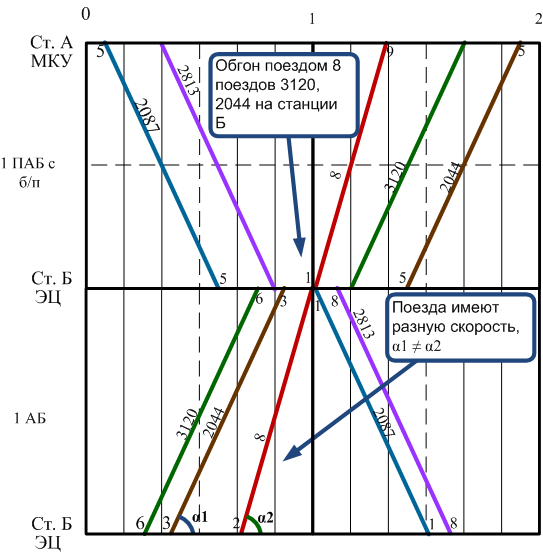 0 1 2
Ст. А
МКУ
5 9 5
2813
2087
Обгон поездом 8
поездов 3120,
2044 на станции
Б
1 ПАБ с
б/п
8
3120
2044
Ст. Б
ЭЦ
5 1 5
6 3 1 8
2813
Поезда имеют
разную скорость,
α1 ≠ α2
1 АБ
3120
2044
8
2087
Ст. Б
ЭЦ
α1 α2
6 3 2 1 8